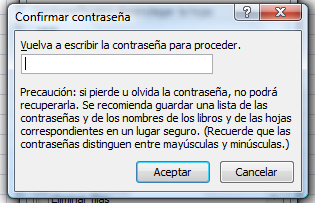 Confirmar contraseña
Vuelva a escribir la contraseña para proceder.
Precaución: si pierde u olvida la contraseña, no podrá
recuperarla. Se recomienda guardar una lista de las
contraseñas y de los nombres de los libros y de las hojas
correspondientes en un lugar seguro. (Recuerde que las
contraseñas distinguen entre mayúsculas y minúsculas.)
Aceptar
Cancelar
Eliminar filas